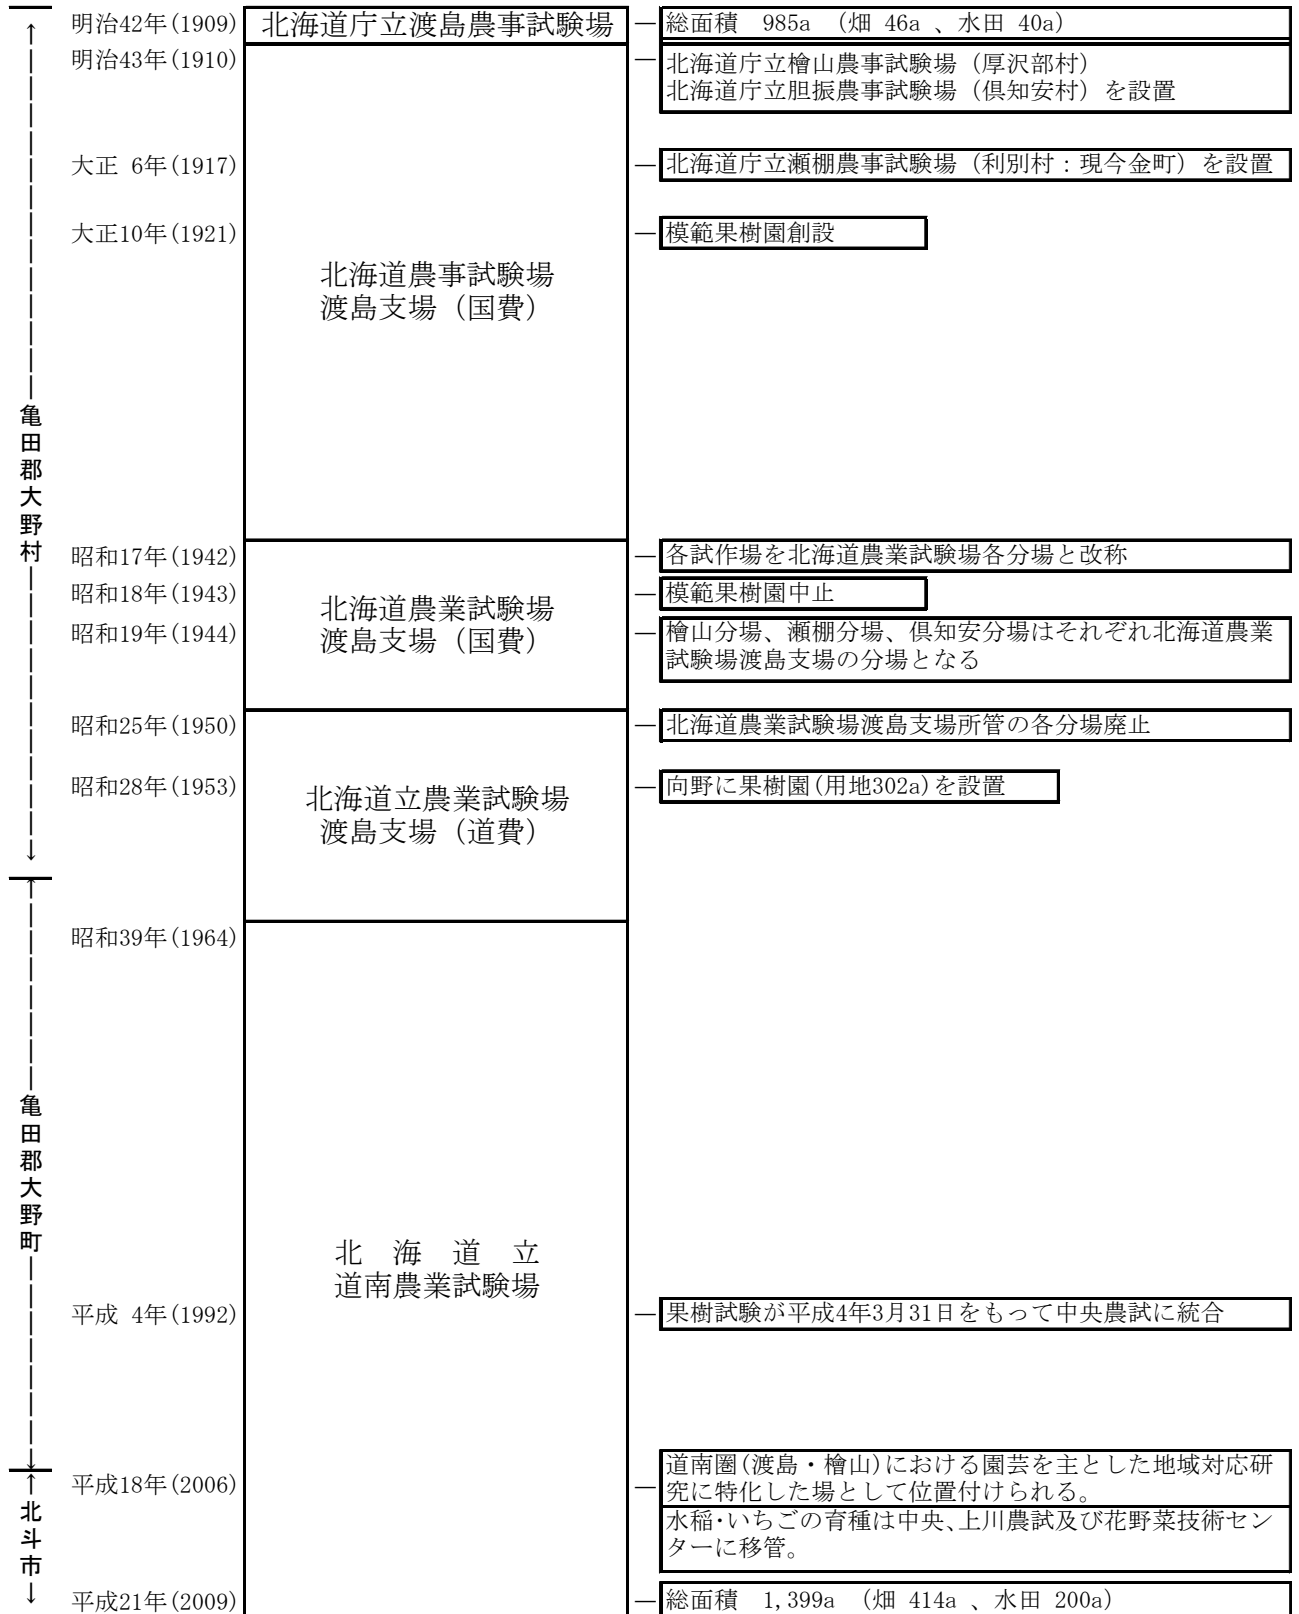 明治42年(1909) 北海道庁立渡島農事試験場 ― 総面積 985a (畑 46a 、水田 40a)
明治43年(1910) ― 北海道庁立檜山農事試験場(厚沢部村)
北海道庁立胆振農事試験場(倶知安村)を設置
大正 6年(1917) ― 北海道庁立瀬棚農事試験場(利別村:現今金町)を設置
大正10年(1921) ― 模範果樹園創設
北海道農事試験場
渡島支場(国費)
亀田郡大野村
昭和17年(1942) ― 各試作場を北海道農業試験場各分場と改称
昭和18年(1943) ― 模範果樹園中止
北海道農業試験場
渡島支場(国費)
昭和19年(1944) ― 檜山分場、瀬棚分場、倶知安分場はそれぞれ北海道農業
試験場渡島支場の分場となる
昭和25年(1950) ― 北海道農業試験場渡島支場所管の各分場廃止
昭和28年(1953) ― 向野に果樹園(用地302a)を設置
北海道立農業試験場
渡島支場(道費)
昭和39年(1964)
亀田郡大野町
北 海 道 立
道南農業試験場
平成 4年(1992) ― 果樹試験が平成4年3月31日をもって中央農試に統合
平成18年(2006) ― 道南圏(渡島・檜山)における園芸を主とした地域対応研
究に特化した場として位置付けられる。
水稲・いちごの育種は中央、上川農試及び花野菜技術セン
ターに移管。
北斗市
平成21年(2009) ― 総面積 1,399a (畑 414a 、水田 200a)